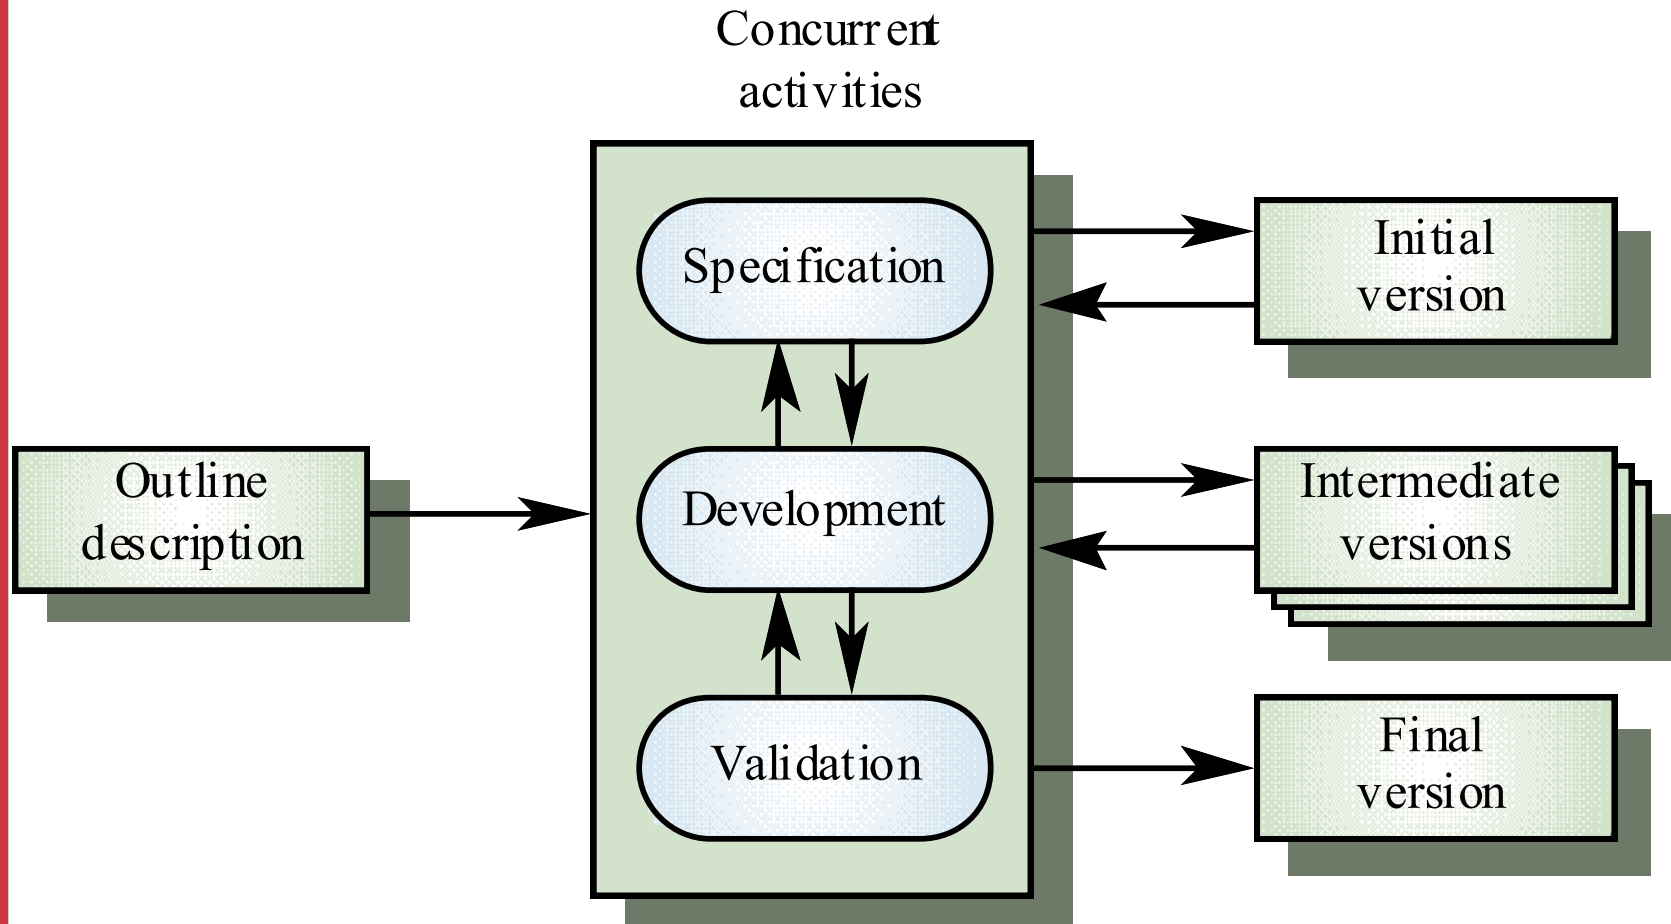 Concurrent
activities
Specification
Initial
version
Outline
description
Development
Intermediate
versions
Validation
Final
version